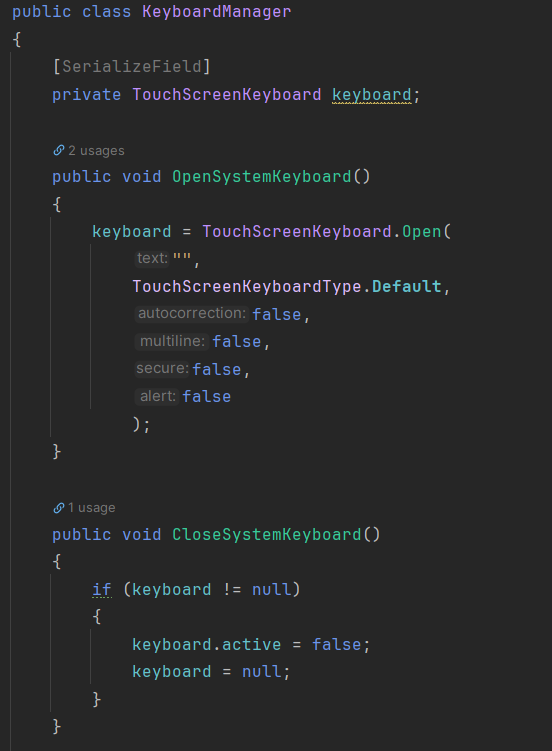 public class KeyboardManager
{
[SerializeField]
private TouchScreenKeyboard keyboard;
2 usages
public void OpenSystemKeyboard()
{
keyboard = TouchScreenKeyboard.Open(
text: "",
TouchScreenKeyboardType.Default,
autocorrection: false,
multiline: false,
secure: false,
alert: false
);
}
1 usage
public void CloseSystemKeyboard()
{
if (keyboard != null)
{
keyboard.active = false;
keyboard = null;
}
}